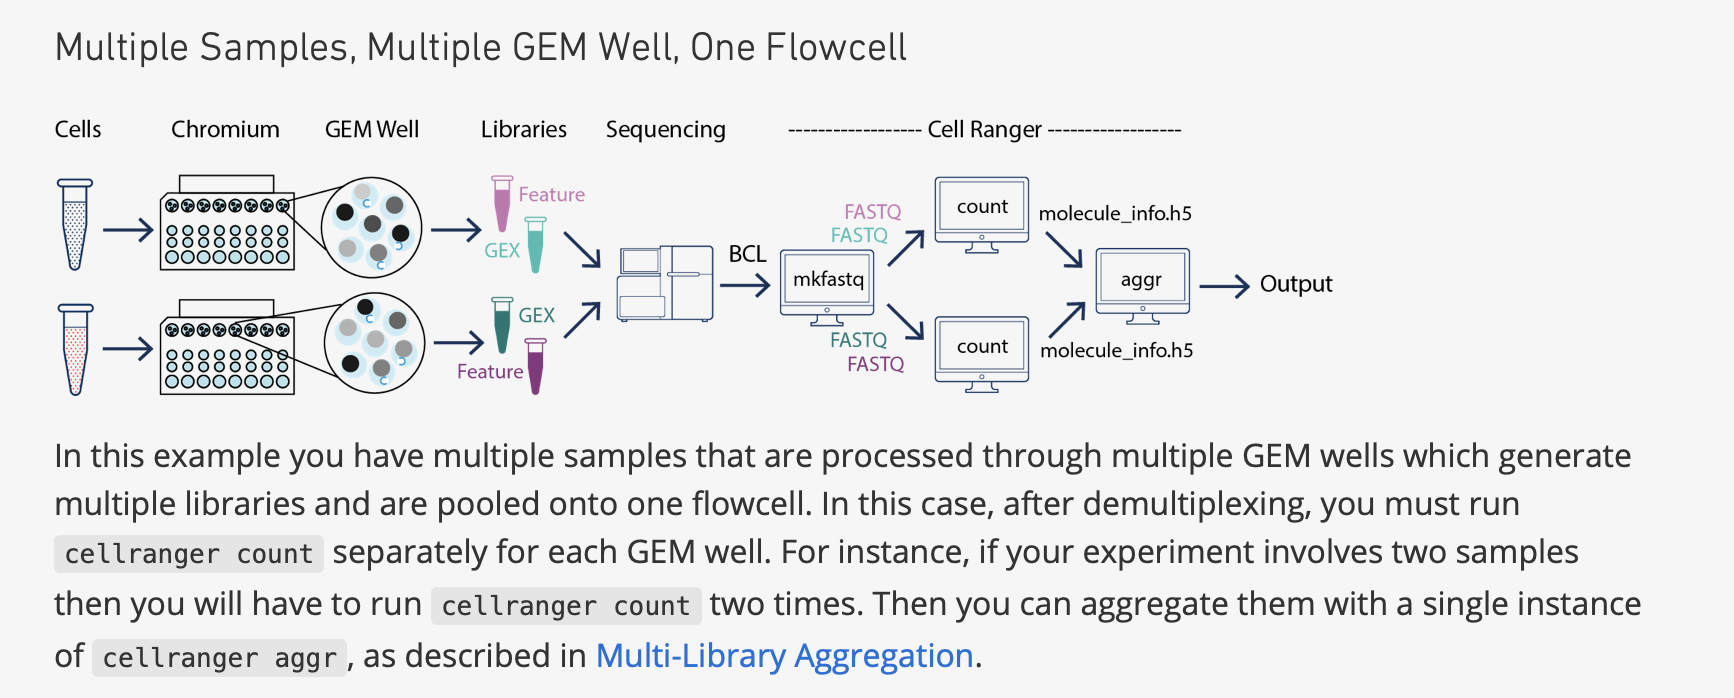 Multiple Samples, Multiple GEM Well, One Flowcell
Cells Chromium GEM Well Libraries Sequencing ------------------ Cell Ranger ------------------
Feature
GEX
GEX
Feature
BCL
mkfastq
FASTQ
FASTQ
FASTQ
FASTQ
count
count
molecule_info.h5
molecule_info.h5
aggr
Output
In this example you have multiple samples that are processed through multiple GEM wells which generate
multiple libraries and are pooled onto one flowcell. In this case, after demultiplexing, you must run
cellranger count separately for each GEM well. For instance, if your experiment involves two samples
then you will have to run cellranger count two times. Then you can aggregate them with a single instance
of cellranger aggr, as described in Multi-Library Aggregation.